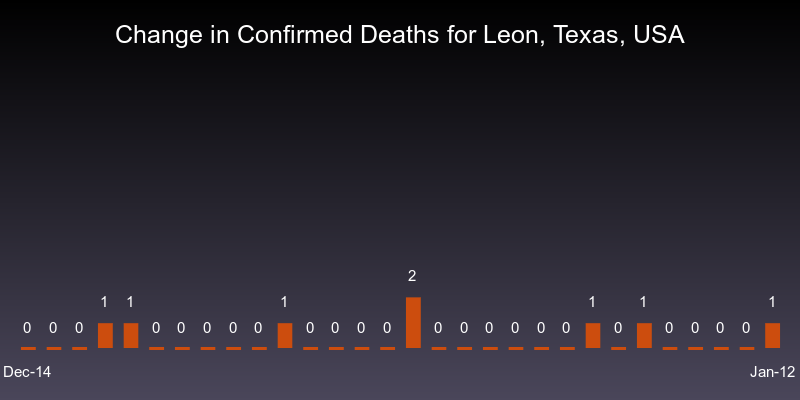 Change in Confirmed Deaths for Leon, Texas, USA
2
1 1 1 1 1 1
0 0 0 0 0 0 0 0 0 0 0 0 0 0 0 0 0 0 0 0 0 0 0
Dec-14 Jan-12